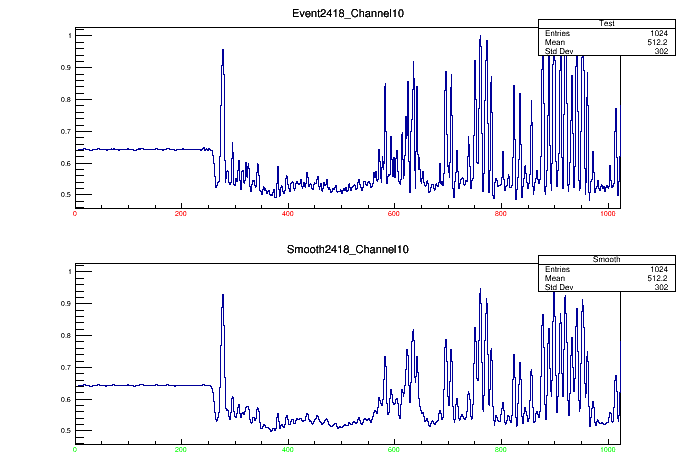 Event2418_Channel10
Test
Entries 1024
Mean 512.2
Std Dev 302
1
0.9
0.8
0.7
0.6
0.5
0 200 400 600 800 1000
Smooth2418_Channel10
Smooth
Entries 1024
Mean 512.2
Std Dev 302
1
0.9
0.8
0.7
0.6
0.5
0 200 400 600 800 1000